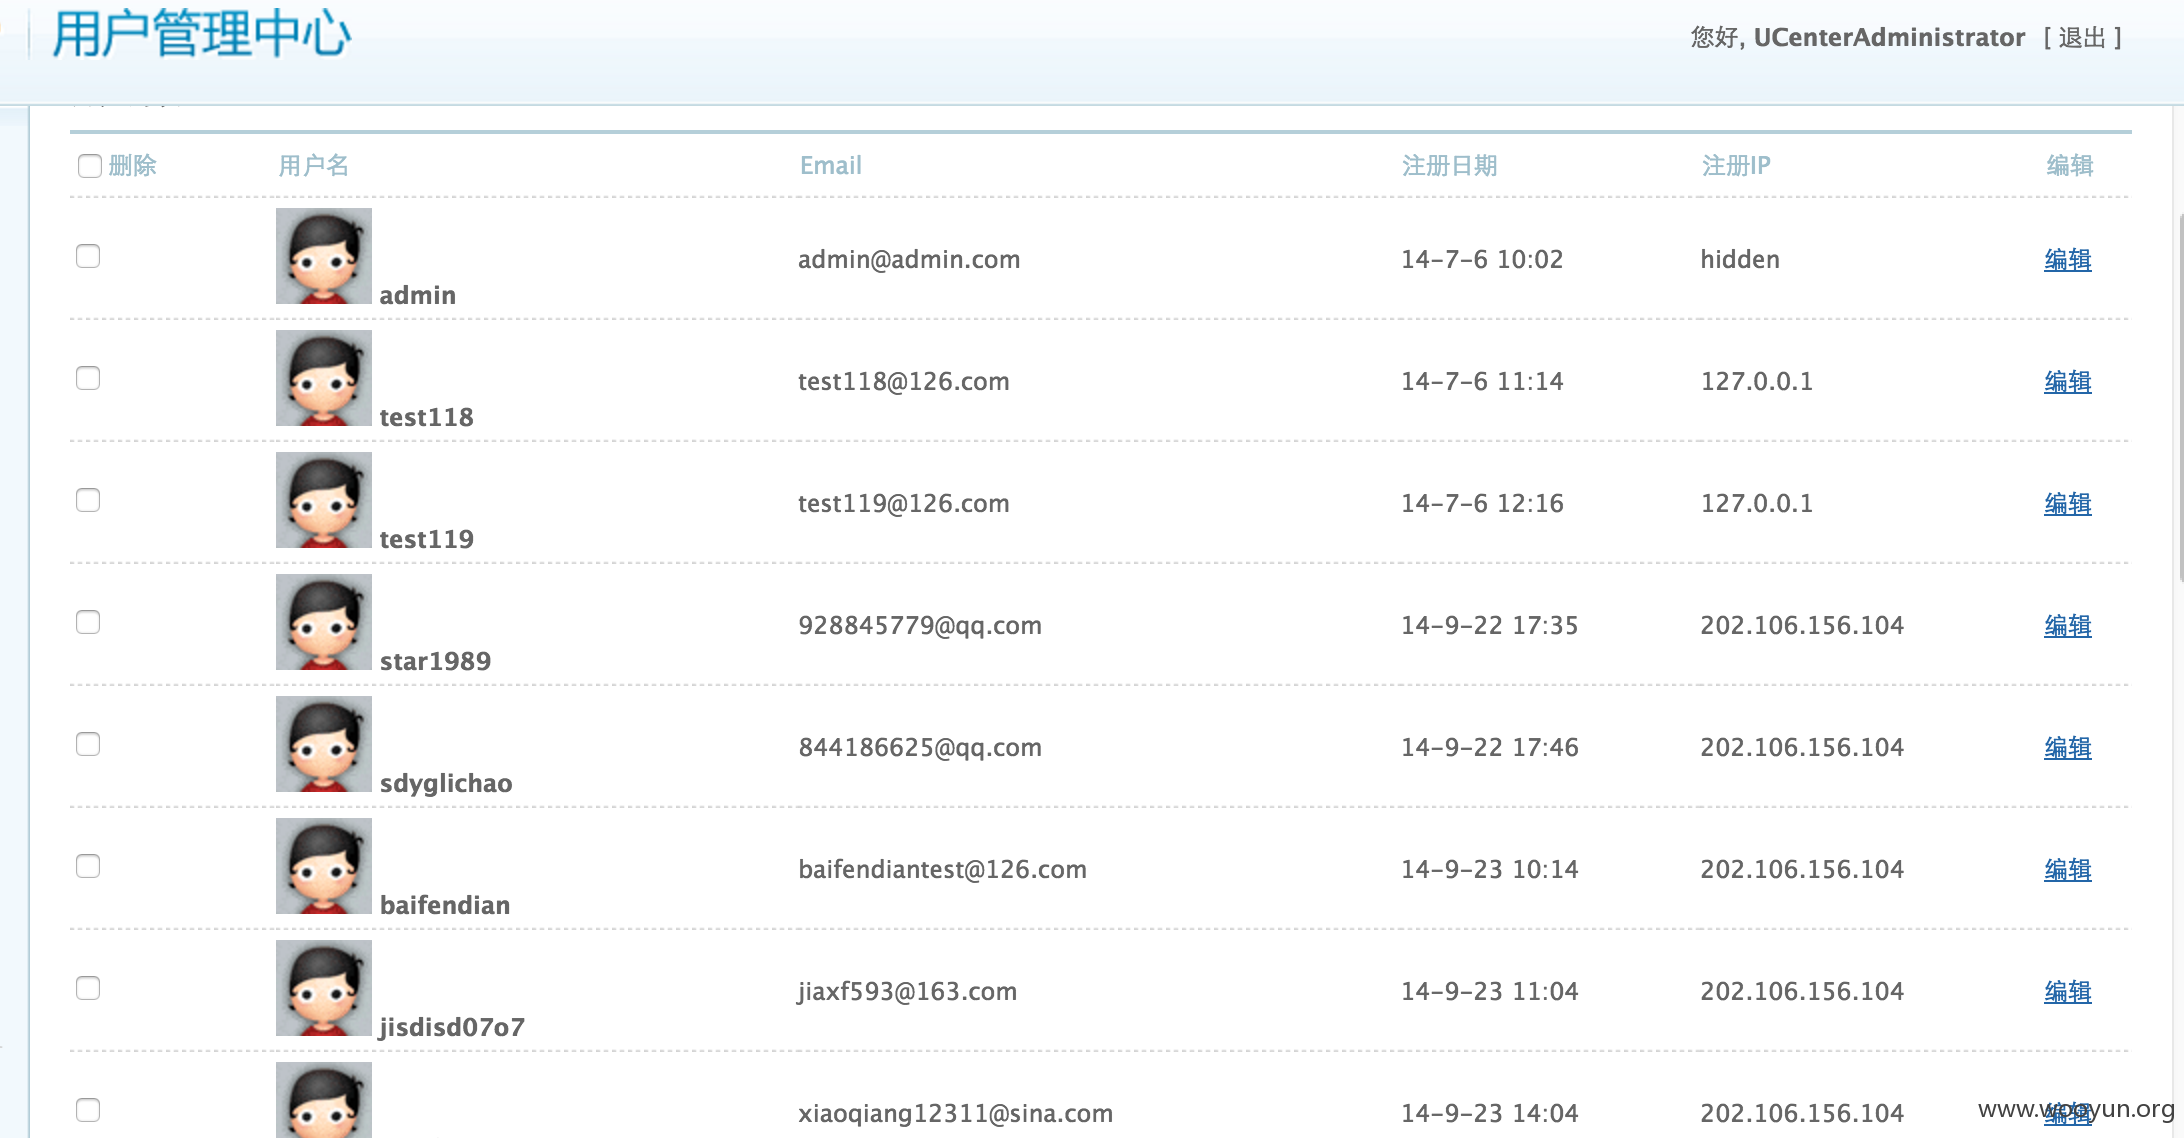 用户管理中心
您好, UCenterAdministrator [ 退出 ]
删除 用户名 Email 注册日期 注册IP 编辑
admin admin@admin.com 14-7-6 10:02 hidden 编辑
test118 test118@126.com 14-7-6 11:14 127.0.0.1 编辑
test119 test119@126.com 14-7-6 12:16 127.0.0.1 编辑
star1989 928845779@qq.com 14-9-22 17:35 202.106.156.104 编辑
sdyglichao 844186625@qq.com 14-9-22 17:46 202.106.156.104 编辑
baifendian baifendiantest@126.com 14-9-23 10:14 202.106.156.104 编辑
jisdisd07o7 jiaxf593@163.com 14-9-23 11:04 202.106.156.104 编辑
xiaoqiang12311@sina.com 14-9-23 14:04 202.106.156.104 编辑
www.wooyun.org